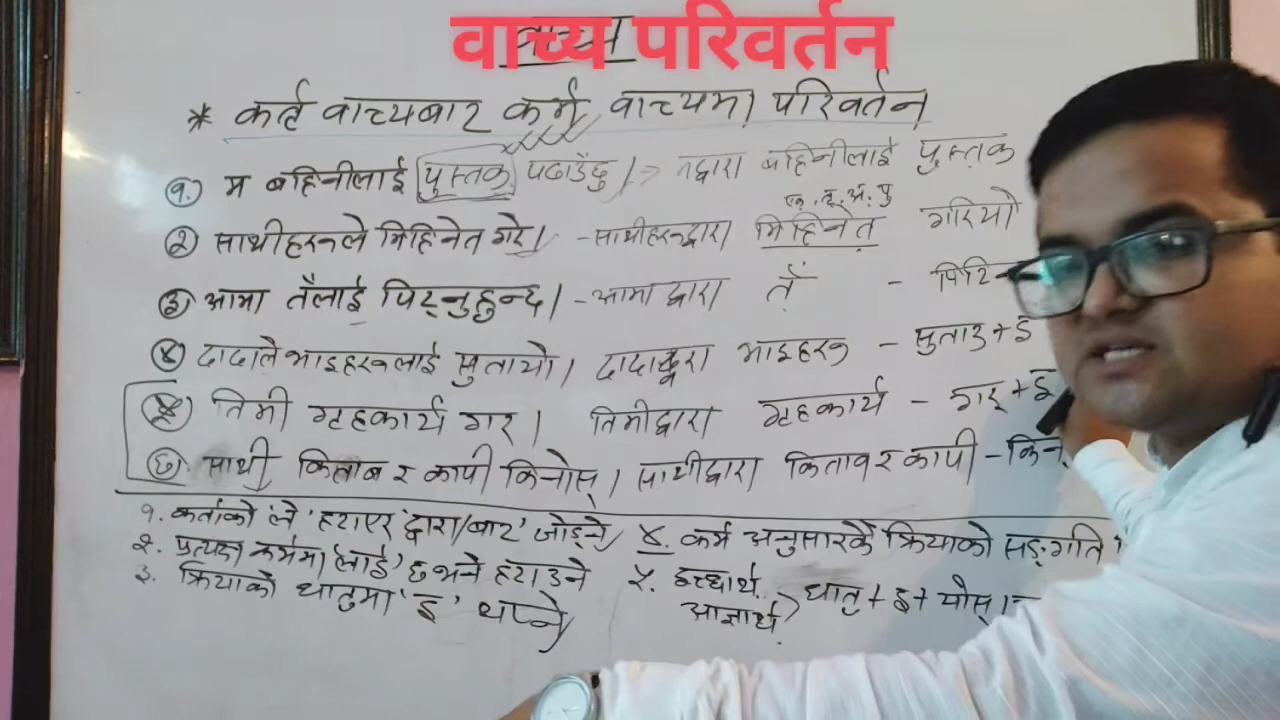 वाच्य परिवर्तन
वाच्य
* कर्तृ वाच्यबाट कर्म वाच्यमा परिवर्तन
१. म बहिनीलाई पुस्तक पढाउँदछु। => मद्वारा बहिनीलाई पुस्तक
एक. तृ. अ. पु
२ साथीहरूले मिहिनेत गरे। - साथीहरूद्वारा मिहिनेत गरियो
३ आमा तँलाई पिट्नुहुन्छ। - आमाद्वारा तँ - पिटि
४ दादाले भाइहरूलाई सुतायो। दादाद्वारा भाइहरू - सुताउ + इ
५ तिमी गृहकार्य गर। तिमीद्वारा गृहकार्य - गर् + इ
६ साथी किताब र कापी किनोस्। साथीद्वारा किताब र कापी - किन्
१. कर्ताको 'ले' हटाएर 'द्वारा/बाट' जोड्ने
२. प्रत्यक्ष कर्ममा 'लाई' छ भने हटाउने
३. क्रियाको धातुमा 'इ' थप्ने
४. कर्म अनुसारकै क्रियाको सङ्गति
५. इच्छार्थ. आज्ञार्थ. > धातु + इ + योस्।